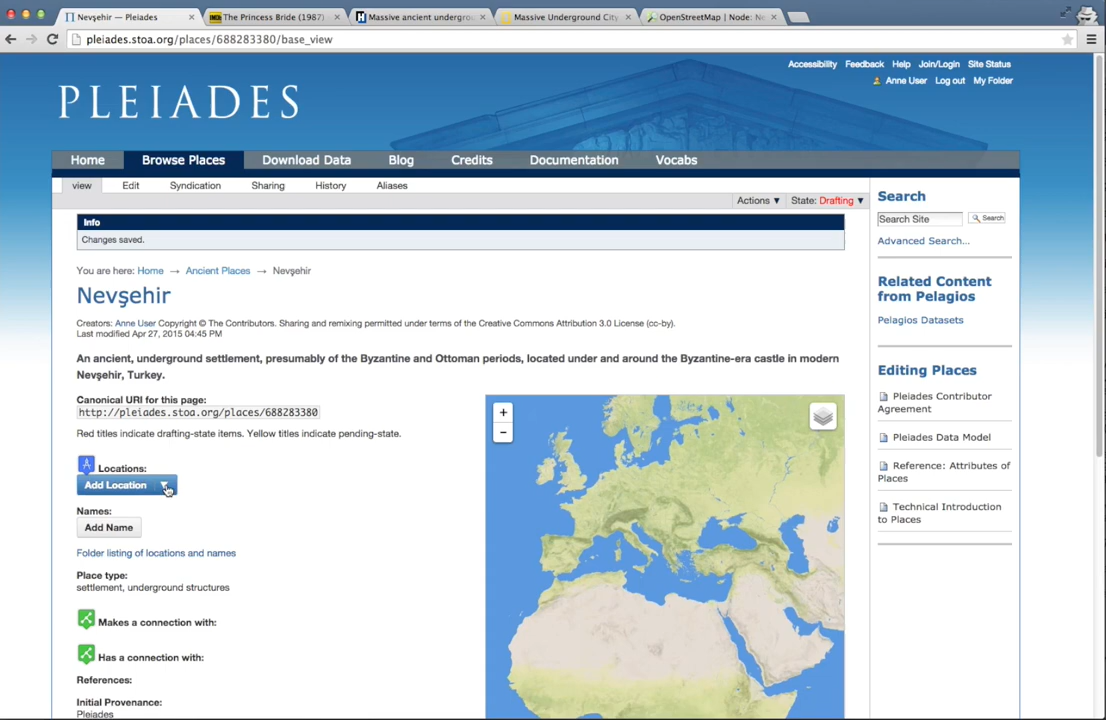 Nevşehir — Pleiades
The Princess Bride (1987)
Massive ancient undergrou
Massive Underground City
OpenStreetMap | Node: Ne
pleiades.stoa.org/places/688283380/base_view
Accessibility Feedback Help Join/Login Site Status
Anne User Log out My Folder
PLEIADES
Home Browse Places Download Data Blog Credits Documentation Vocabs
view Edit Syndication Sharing History Aliases
Actions ▼ State: Drafting ▼
Info
Changes saved.
You are here: Home → Ancient Places → Nevşehir
Nevşehir
Creators: Anne User Copyright © The Contributors. Sharing and remixing permitted under terms of the Creative Commons Attribution 3.0 License (cc-by).
Last modified Apr 27, 2015 04:45 PM
An ancient, underground settlement, presumably of the Byzantine and Ottoman periods, located under and around the Byzantine-era castle in modern
Nevşehir, Turkey.
Canonical URI for this page:
http://pleiades.stoa.org/places/688283380
Red titles indicate drafting-state items. Yellow titles indicate pending-state.
Locations:
Add Location
Names:
Add Name
Folder listing of locations and names
Place type:
settlement, underground structures
Makes a connection with:
Has a connection with:
References:
Initial Provenance:
Pleiades
+
−
Search
Search Site Search
Advanced Search...
Related Content
from Pelagios
Pelagios Datasets
Editing Places
Pleiades Contributor
Agreement
Pleiades Data Model
Reference: Attributes of
Places
Technical Introduction
to Places